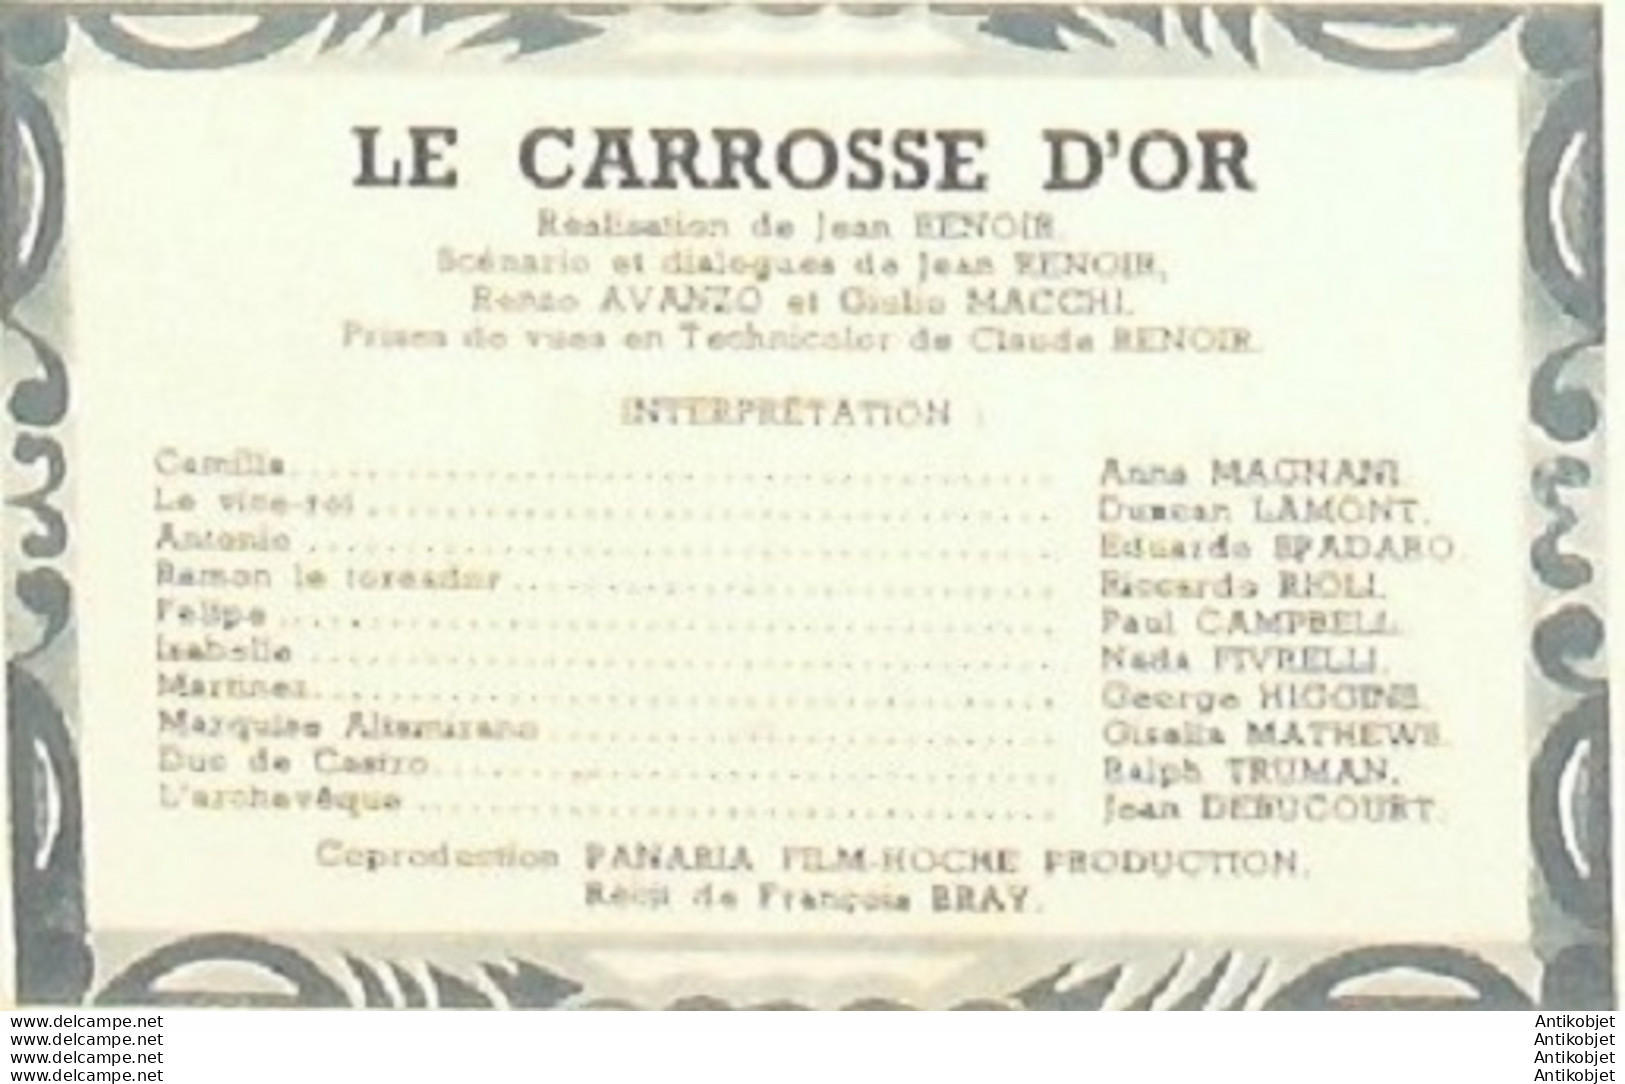 LE CARROSSE D'OR
Réalisation de Jean RENOIR.
Scénario et dialogues de Jean RENOIR,
Renzo AVANZO et Giulio MACCHI.
Prises de vues en Technicolor de Claude RENOIR.
INTERPRÉTATION :
Camilla.......... Anna MAGNANI.
Le vice-roi .......... Duncan LAMONT.
Antonio .......... Eduardo SPADARO.
Ramon le toreador .......... Riccardo RIOLI.
Felipe .......... Paul CAMPBELL.
Isabelle .......... Nada FIVRELLI.
Martinez.......... George HIGGINS.
Marquise Altamirano .......... Gisella MATHEWS.
Duc de Castro.......... Ralph TRUMAN.
L'archevêque .......... Jean DEBUCOURT.
Coproduction PANARIA FILM-HOCHE PRODUCTION.
Récit de François BRAY.
www.delcampe.net Antikobjet
www.delcampe.net Antikobjet
www.delcampe.net Antikobjet
www.delcampe.net Antikobjet